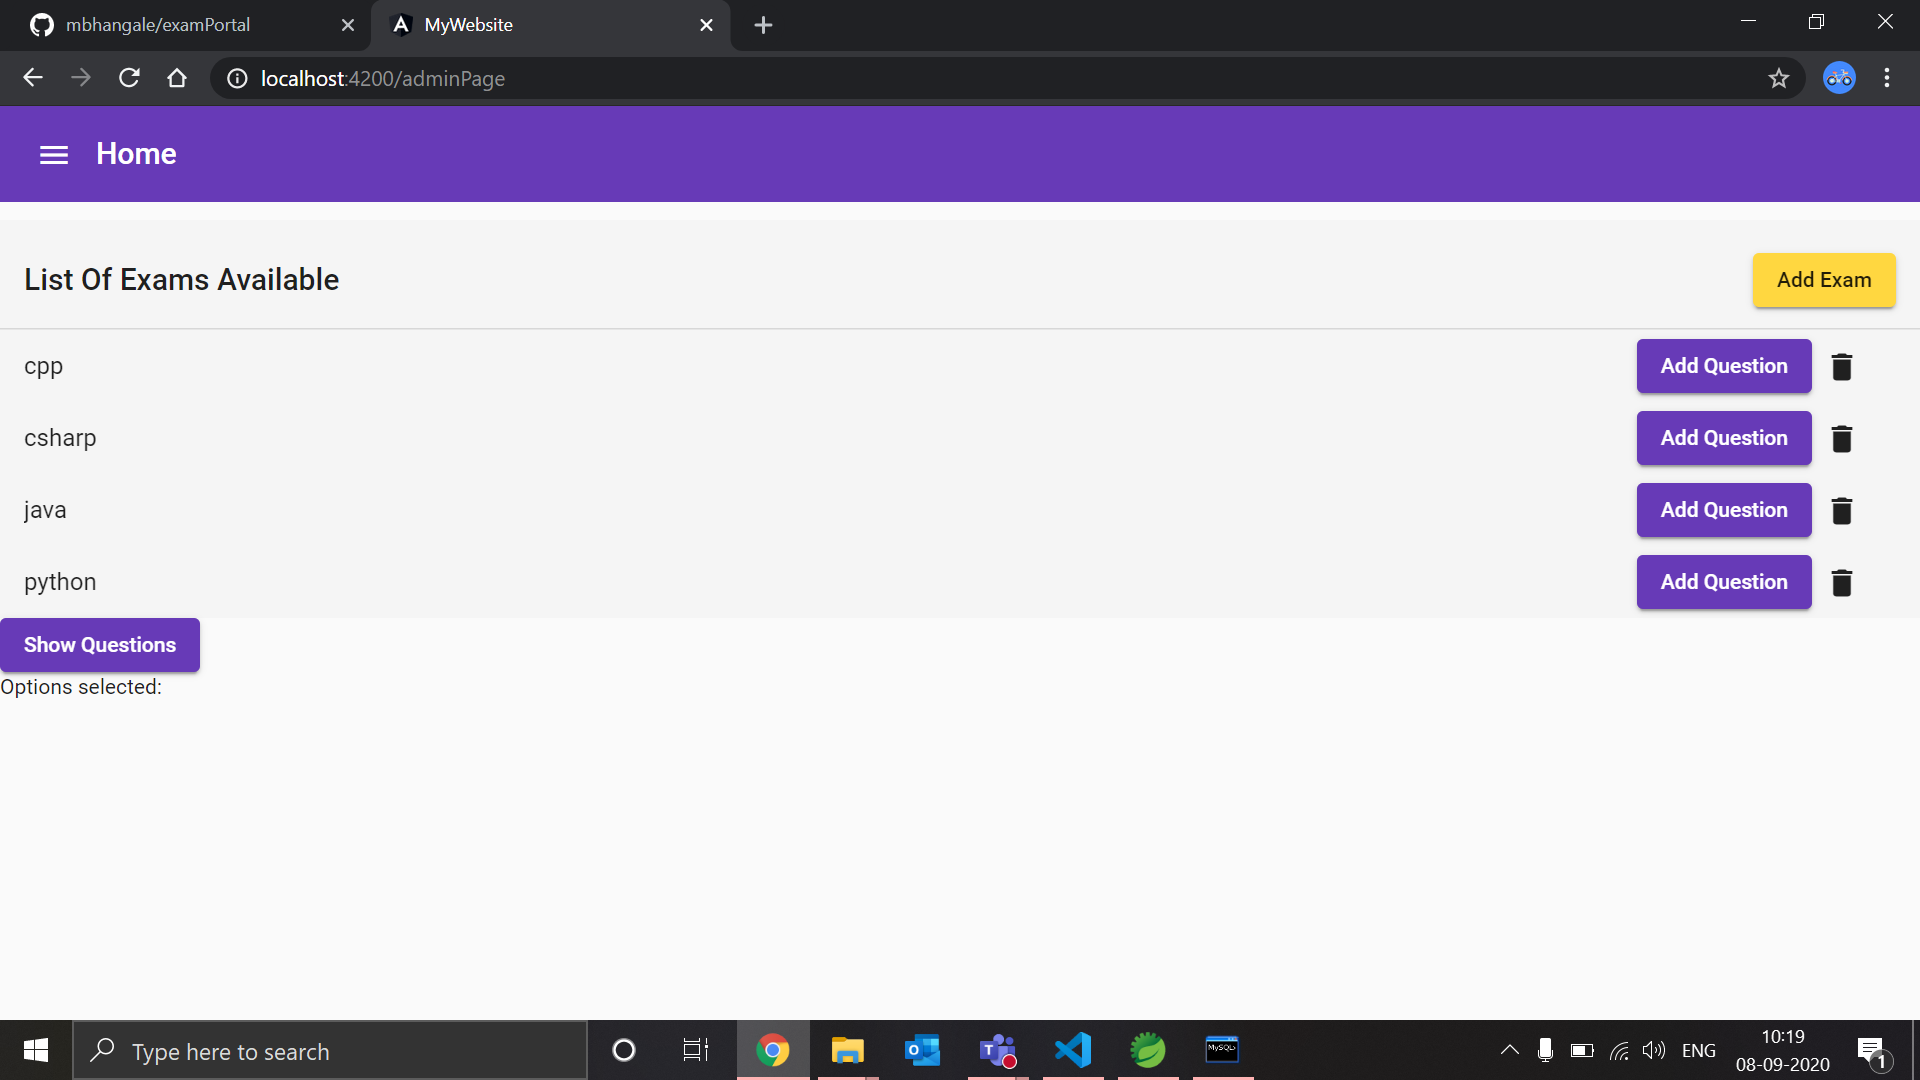 mbhangale/examPortal
MyWebsite
localhost:4200/adminPage
Home
List Of Exams Available
Add Exam
cpp
Add Question
csharp
Add Question
java
Add Question
python
Add Question
Show Questions
Options selected:
Type here to search
MySQL>
ENG
10:19
08-09-2020
1